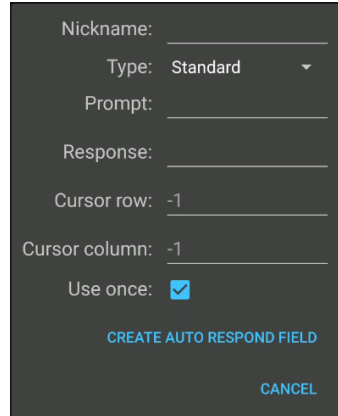 Nickname:
Type: Standard
Prompt:
Response:
Cursor row: -1
Cursor column: -1
Use once:
CREATE AUTO RESPOND FIELD
CANCEL